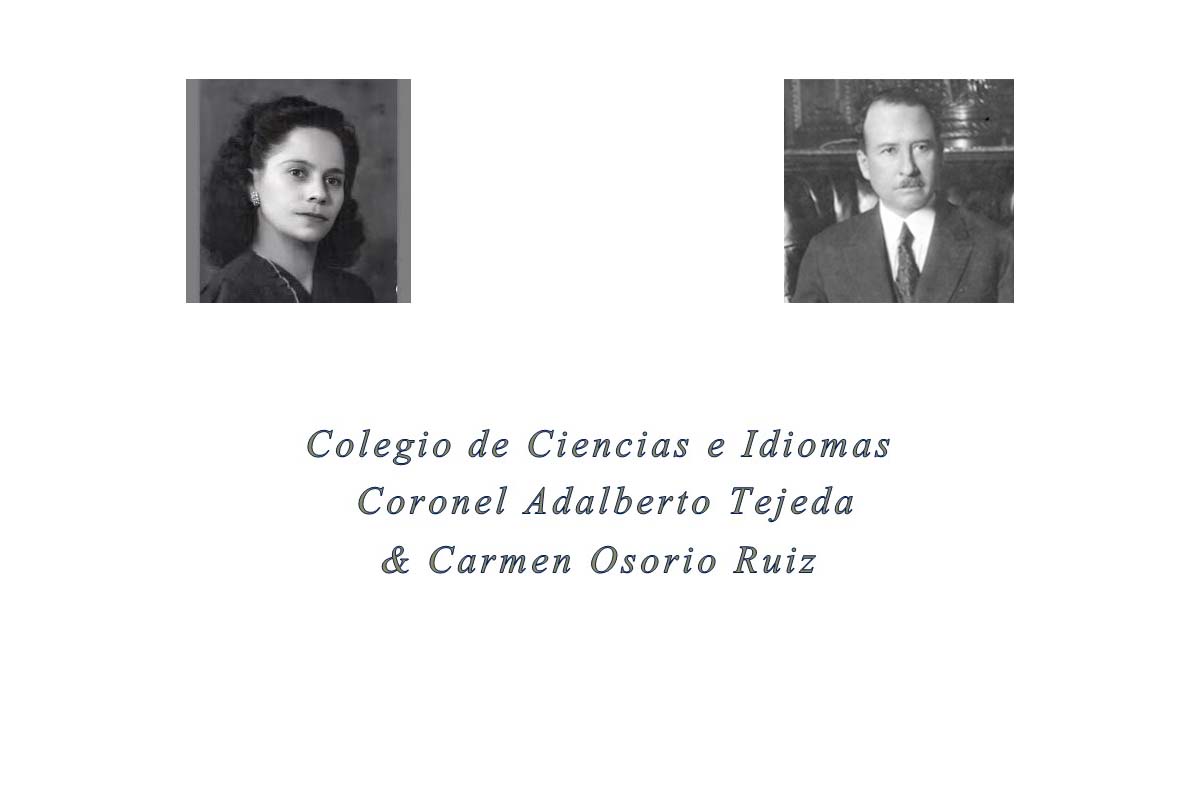 Colegio de Ciencias e Idiomas
Coronel Adalberto Tejeda
& Carmen Osorio Ruiz